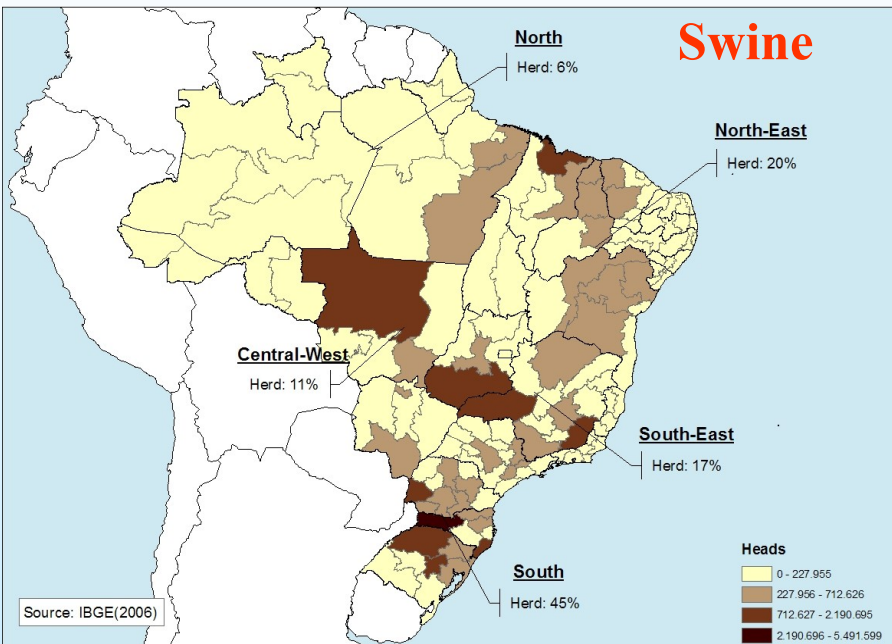 Swine
North
Herd: 6%
North-East
Herd: 20%
Central-West
Herd: 11%
South-East
Herd: 17%
South
Herd: 45%
Heads
0 - 227.955
227.956 - 712.626
712.627 - 2.190.695
2.190.696 - 5.491.599
Source: IBGE(2006)